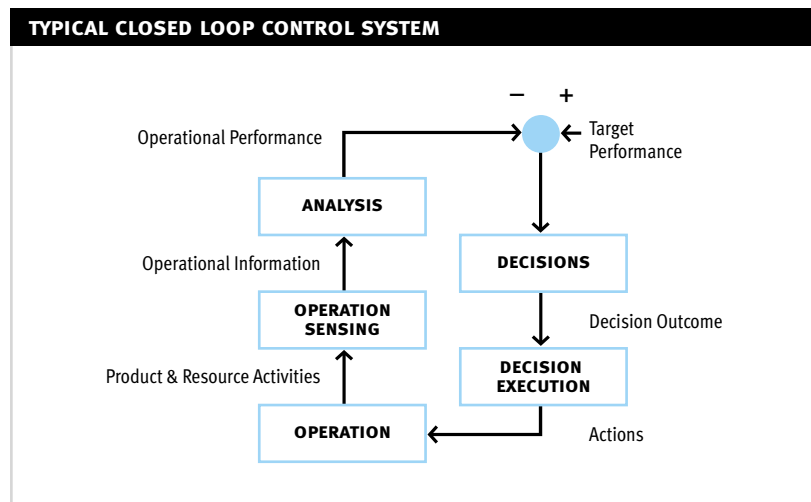 TYPICAL CLOSED LOOP CONTROL SYSTEM
− +
Operational Performance
Target
Performance
ANALYSIS
DECISIONS
Operational Information
OPERATION
SENSING
Decision Outcome
DECISION
EXECUTION
Product & Resource Activities
OPERATION
Actions